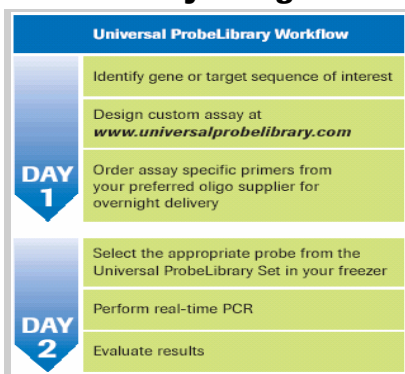 Universal ProbeLibrary Workflow
Identify gene or target sequence of interest
Design custom assay at
www.universalprobelibrary.com
DAY
1
Order assay specific primers from
your preferred oligo supplier for
overnight delivery
Select the appropriate probe from the
Universal ProbeLibrary Set in your freezer
Perform real-time PCR
DAY
2
Evaluate results